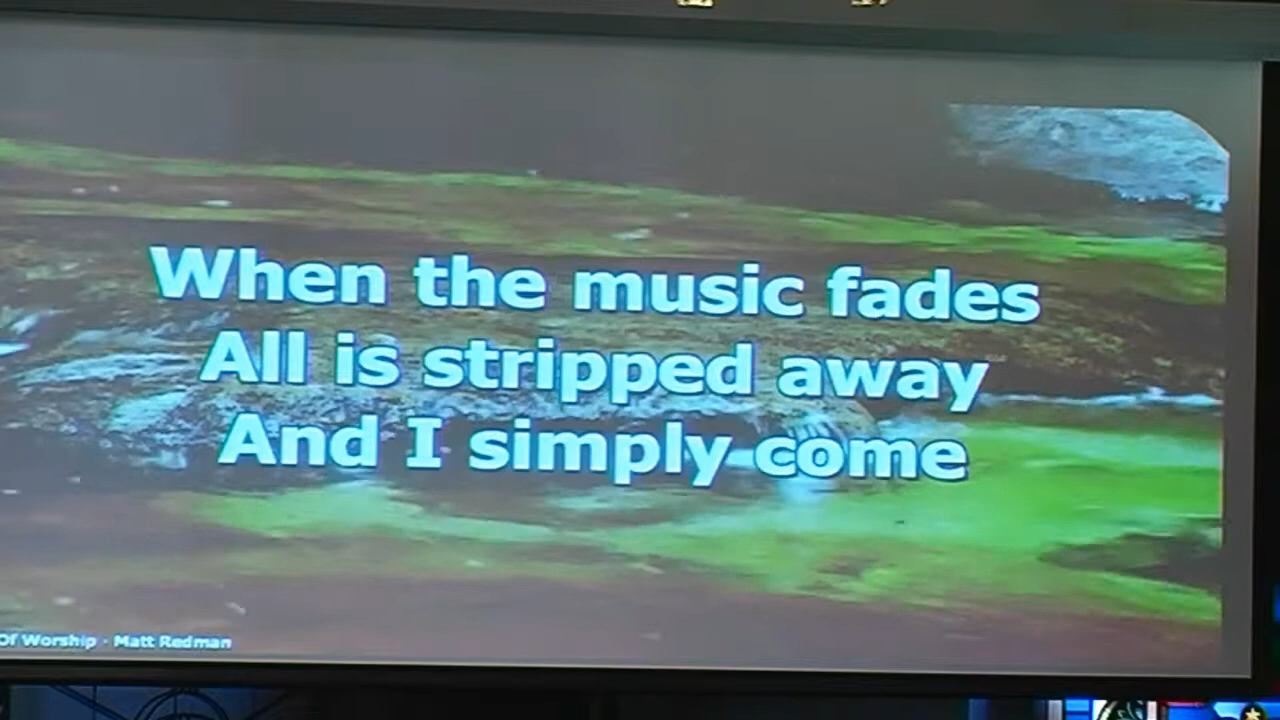 When the music fades
All is stripped away
And I simply come
Of Worship - Matt Redman